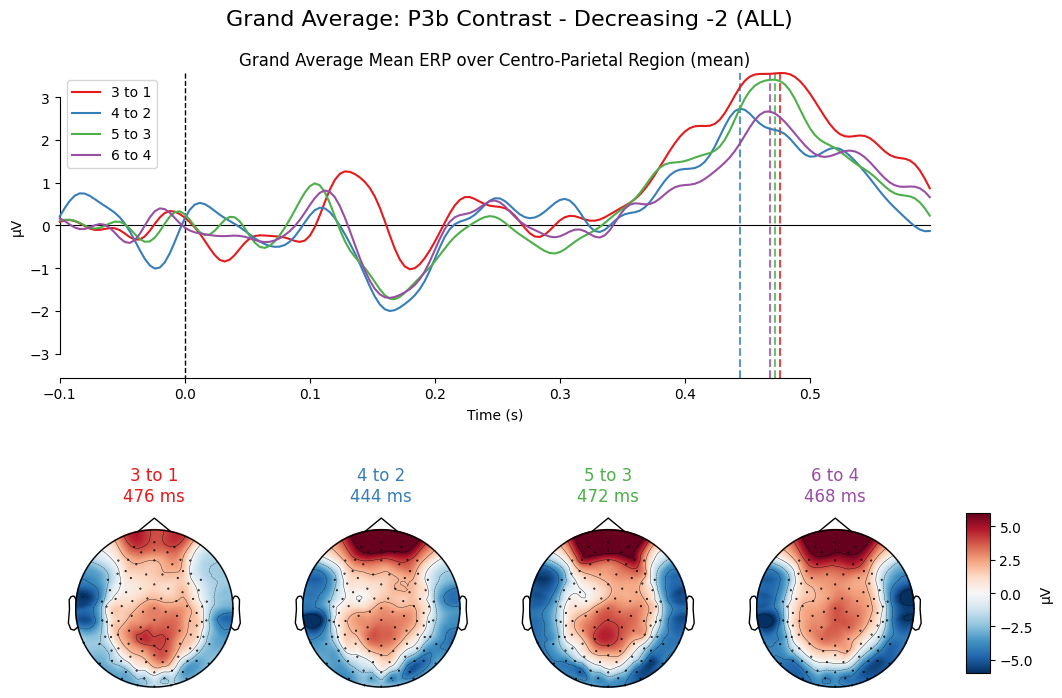 Grand Average: P3b Contrast - Decreasing -2 (ALL)
Grand Average Mean ERP over Centro-Parietal Region (mean)
3 to 1
4 to 2
5 to 3
6 to 4
3
2
1
0
−1
−2
−3
µV
−0.1
0.0
0.1
0.2
0.3
0.4
0.5
Time (s)
3 to 1
476 ms
4 to 2
444 ms
5 to 3
472 ms
6 to 4
468 ms
5.0
2.5
0.0
−2.5
−5.0
µV